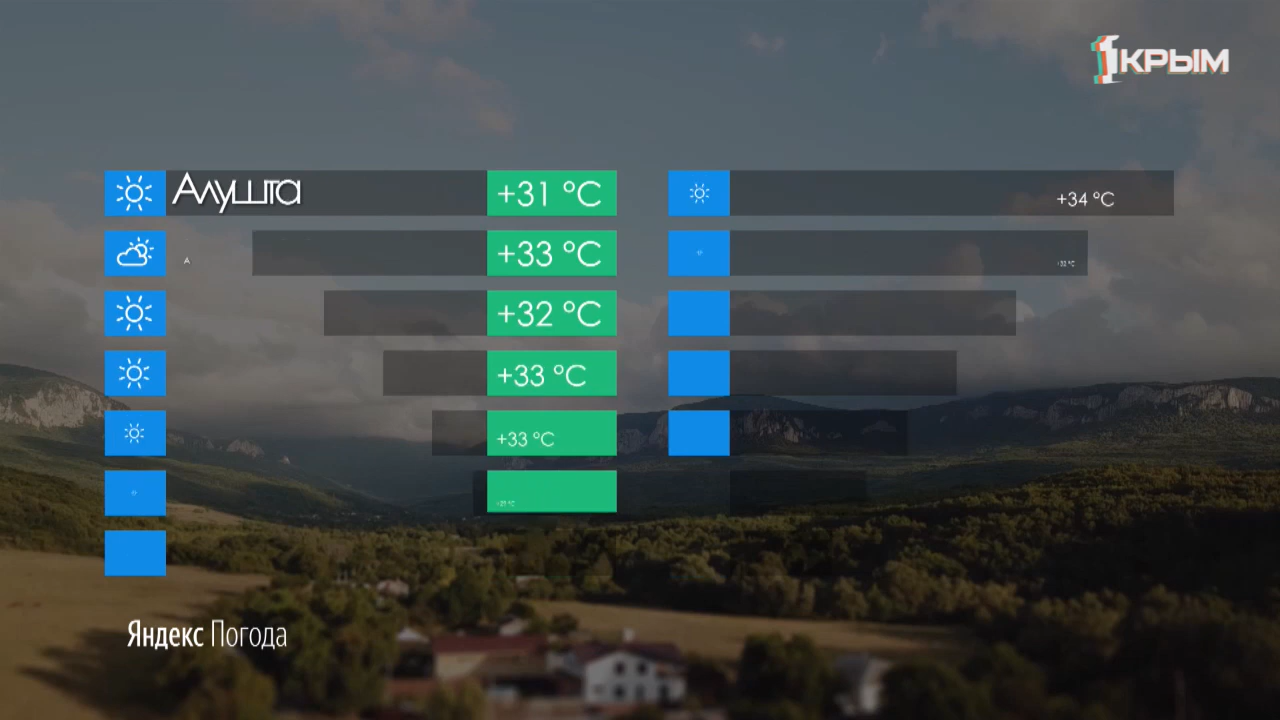 1КРЫМ
Алушта +31 °C
А +33 °C
+32 °C
+33 °C
+33 °C
+34 °C
Яндекс Погода